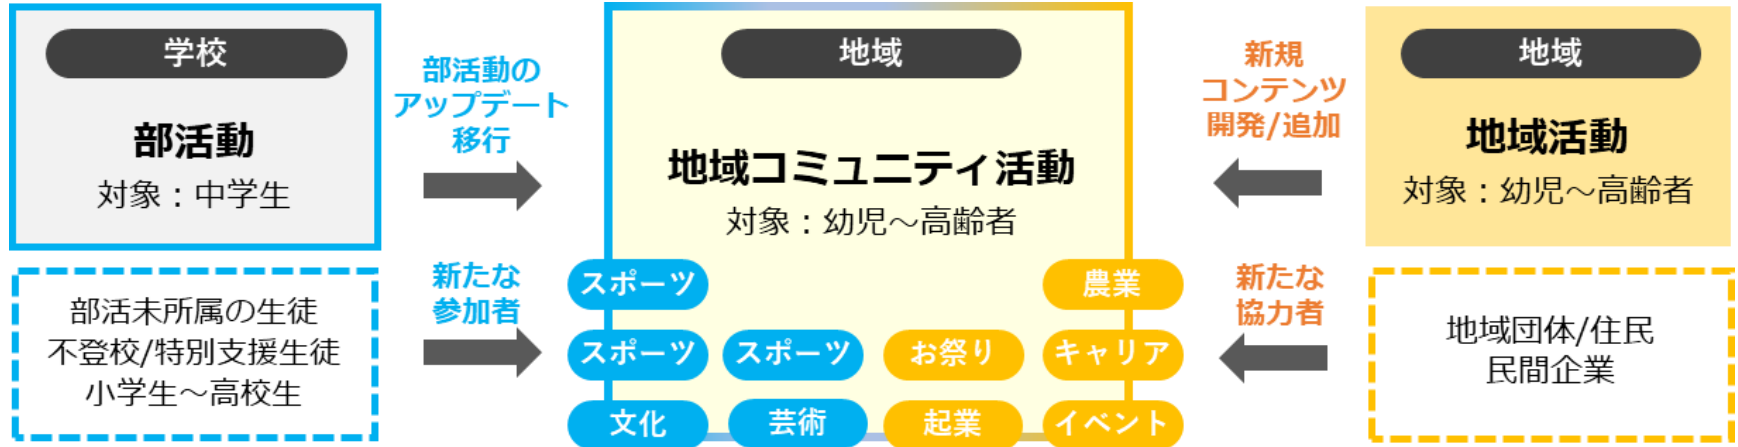 学校
部活動
対象：中学生
部活未所属の生徒
不登校/特別支援生徒
小学生～高校生
部活動の
アップデート
移行
新たな
参加者
地域
地域コミュニティ活動
対象：幼児～高齢者
スポーツ
農業
スポーツ
スポーツ
お祭り
キャリア
文化
芸術
起業
イベント
新規
コンテンツ
開発/追加
新たな
協力者
地域
地域活動
対象：幼児～高齢者
地域団体/住民
民間企業